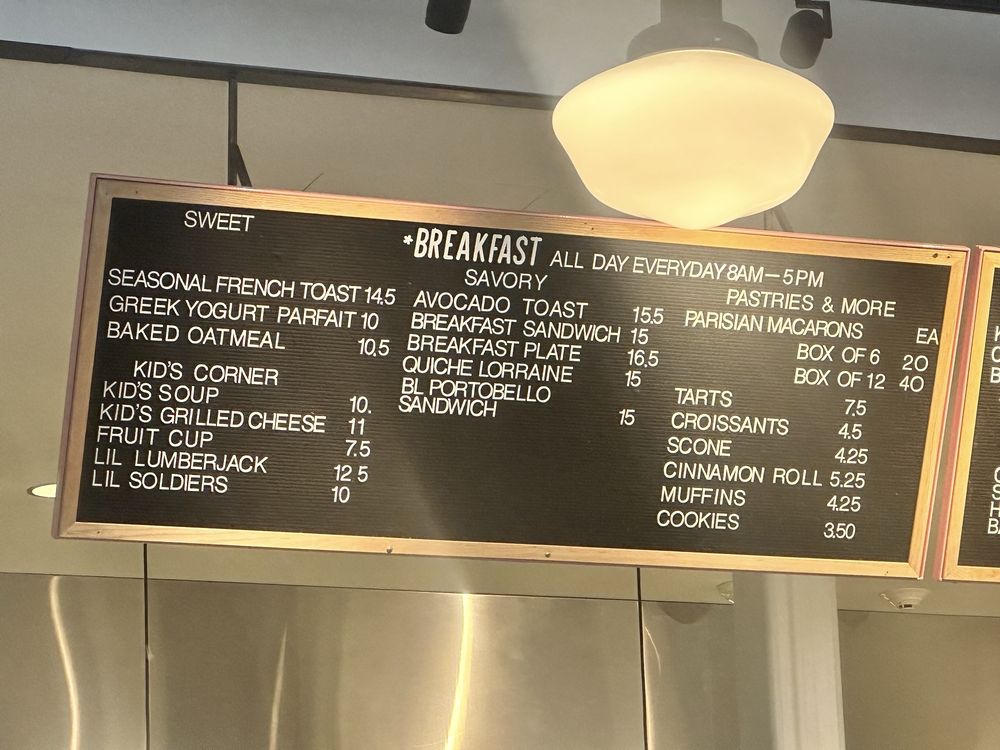 *BREAKFAST ALL DAY EVERYDAY 8AM—5PM
SWEET
SEASONAL FRENCH TOAST 14.5
GREEK YOGURT PARFAIT 10
BAKED OATMEAL 10.5
KID'S CORNER
KID'S SOUP 10.
KID'S GRILLED CHEESE 11
FRUIT CUP 7.5
LIL LUMBERJACK 12 5
LIL SOLDIERS 10
SAVORY
AVOCADO TOAST 15.5
BREAKFAST SANDWICH 15
BREAKFAST PLATE 16.5
QUICHE LORRAINE 15
BL PORTOBELLO
SANDWICH 15
PASTRIES & MORE
PARISIAN MACARONS EA
BOX OF 6 20
BOX OF 12 40
TARTS 7.5
CROISSANTS 4.5
SCONE 4.25
CINNAMON ROLL 5.25
MUFFINS 4.25
COOKIES 3.50